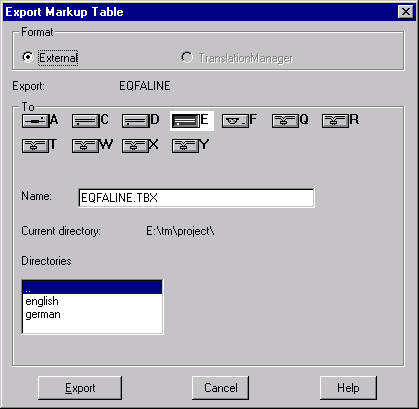 Export Markup Table
Format
External
TranslationManager
Export: EQFALINE
To
A C D E F Q R
T W X Y
Name: EQFALINE.TBX
Current directory: E:\tm\project\
Directories
..
english
german
Export Cancel Help